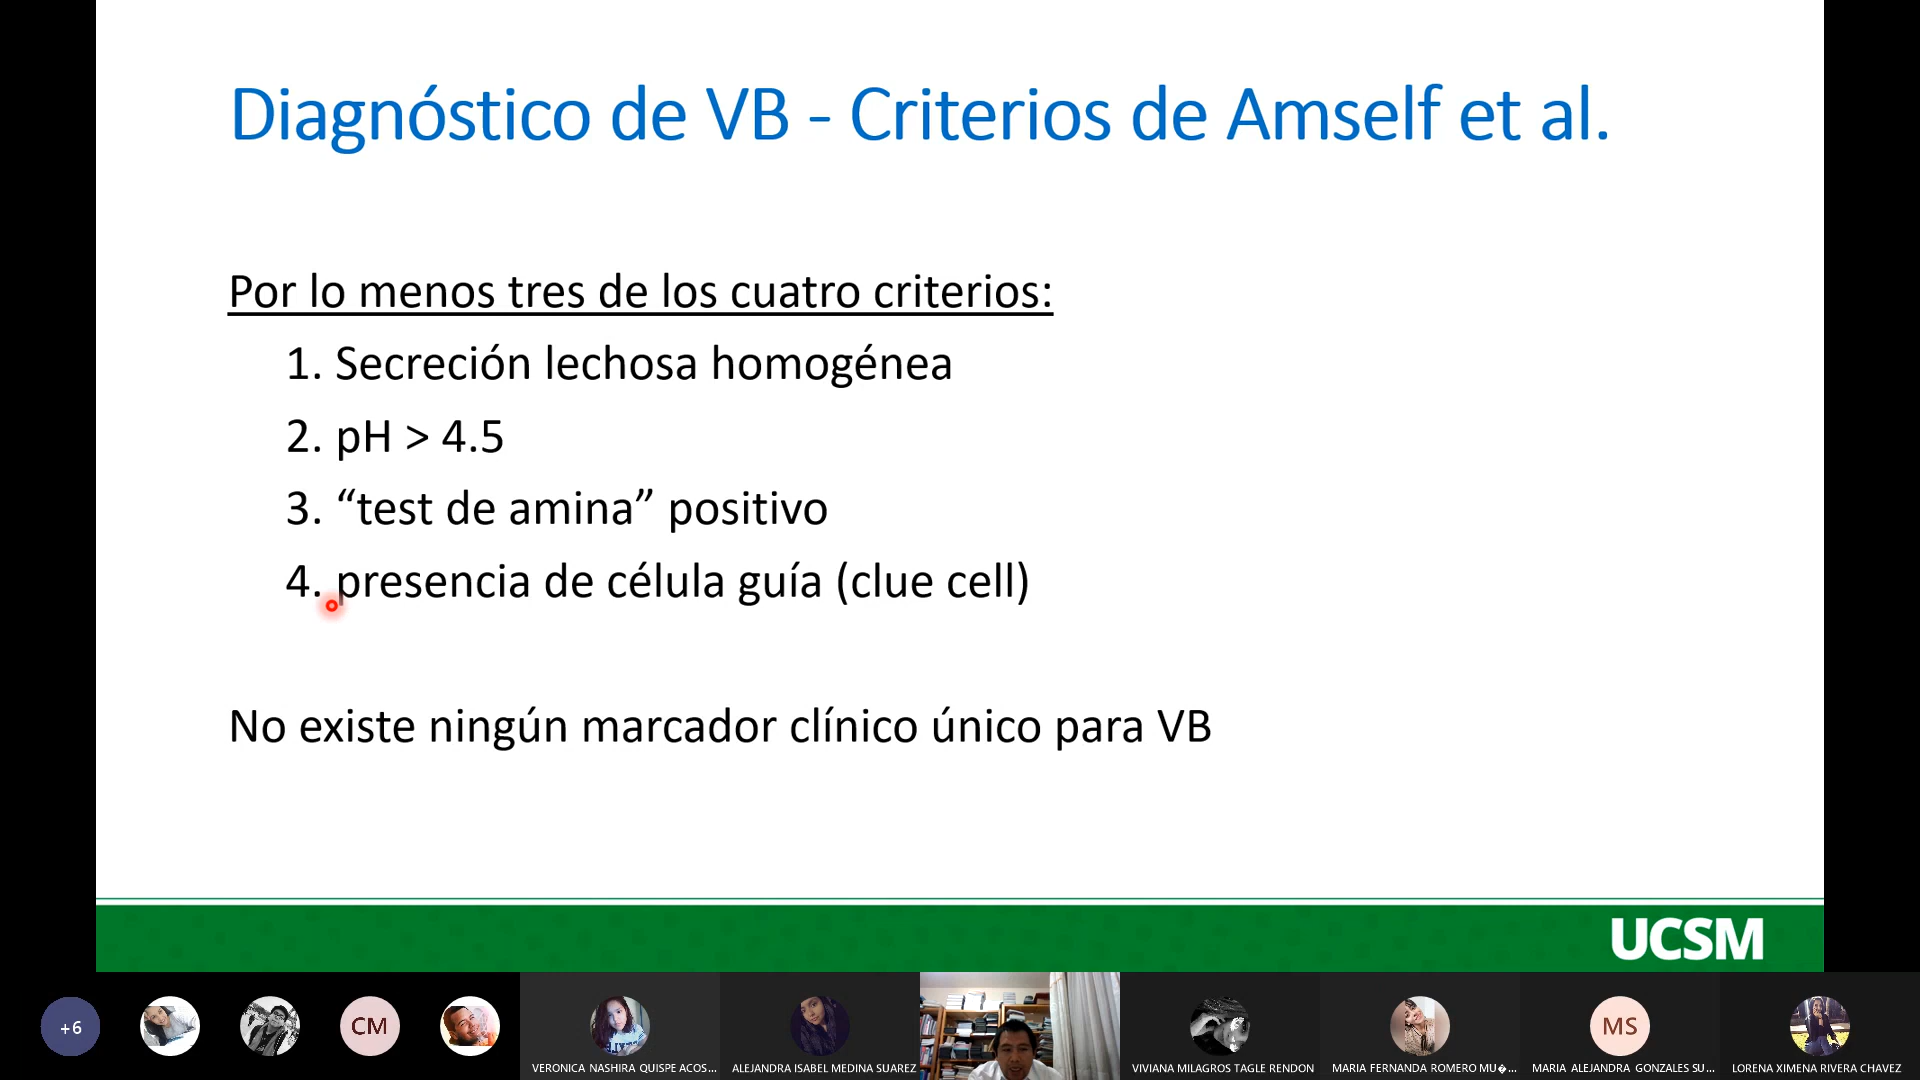 Diagnóstico de VB - Criterios de Amself et al.
Por lo menos tres de los cuatro criterios:
1. Secreción lechosa homogénea
2. pH > 4.5
3. “test de amina” positivo
4. presencia de célula guía (clue cell)
No existe ningún marcador clínico único para VB
UCSM
+6
CM
MS
VERONICA NASHIRA QUISPE ACOS...
ALEJANDRA ISABEL MEDINA SUAREZ
VIVIANA MILAGROS TAGLE RENDON
MARIA FERNANDA ROMERO MU�...
MARIA ALEJANDRA GONZALES SU...
LORENA XIMENA RIVERA CHAVEZ